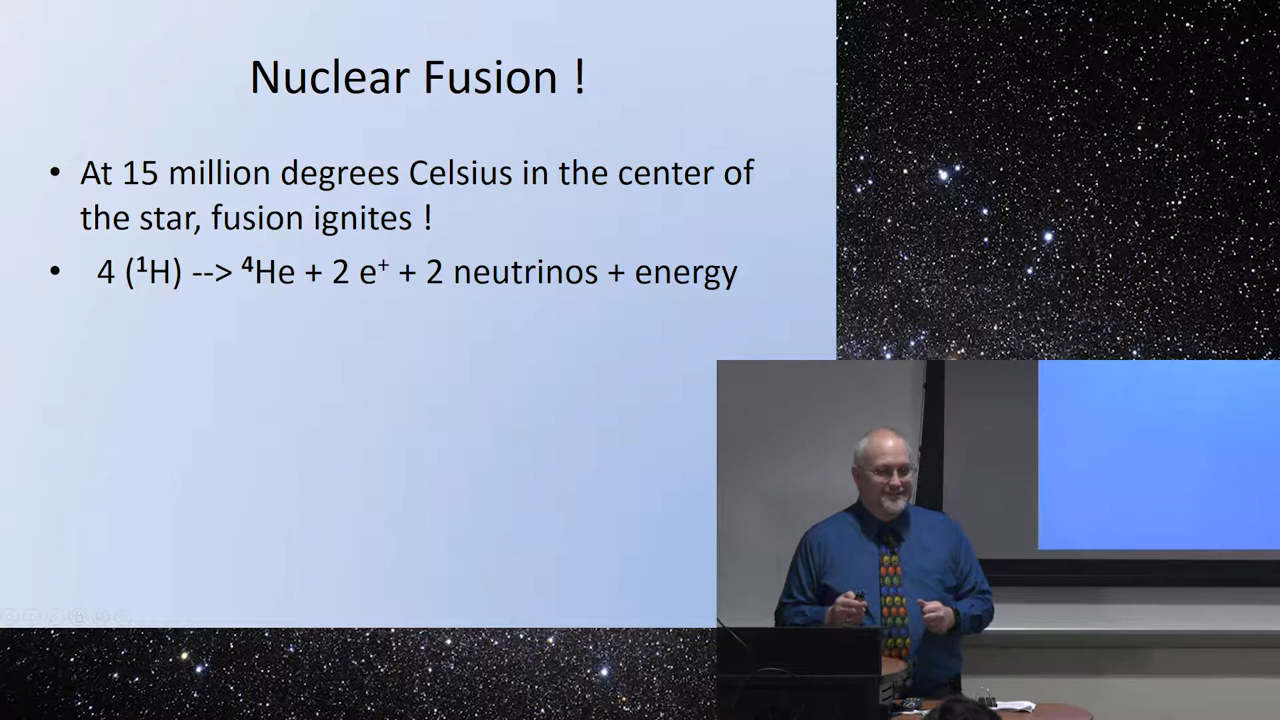 Nuclear Fusion !
• At 15 million degrees Celsius in the center of
the star, fusion ignites !
• 4 (¹H) --> ⁴He + 2 e⁺ + 2 neutrinos + energy